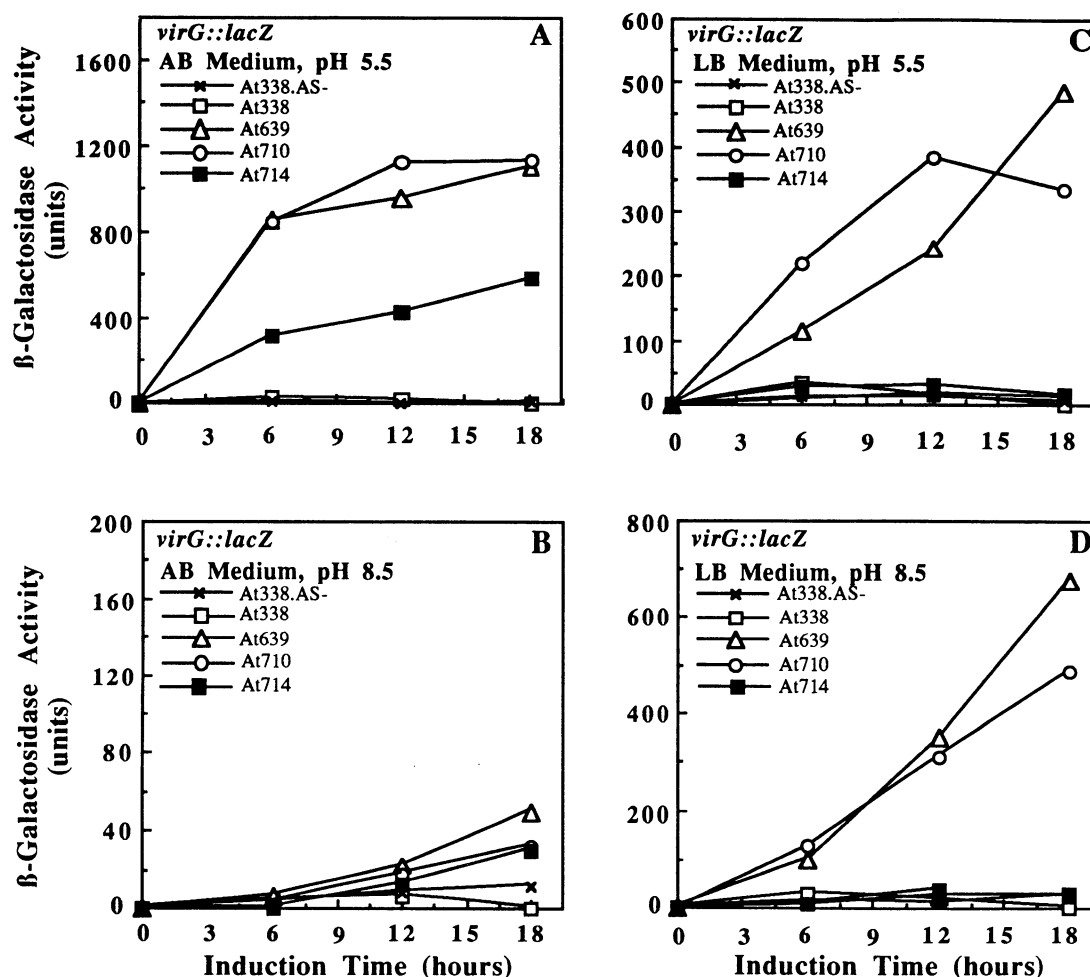 virG::lacZ
A
AB Medium, pH 5.5
At338.AS-
At338
At639
At710
At714
1600
1200
800
400
0
0 3 6 9 12 15 18
ß-Galactosidase Activity
(units)
virG::lacZ
C
LB Medium, pH 5.5
At338.AS-
At338
At639
At710
At714
600
500
400
300
200
100
0
0 3 6 9 12 15 18
virG::lacZ
B
AB Medium, pH 8.5
At338.AS-
At338
At639
At710
At714
200
160
120
80
40
0
0 3 6 9 12 15 18
ß-Galactosidase Activity
(units)
Induction Time (hours)
virG::lacZ
D
LB Medium, pH 8.5
At338.AS-
At338
At639
At710
At714
800
600
400
200
0
0 3 6 9 12 15 18
Induction Time (hours)